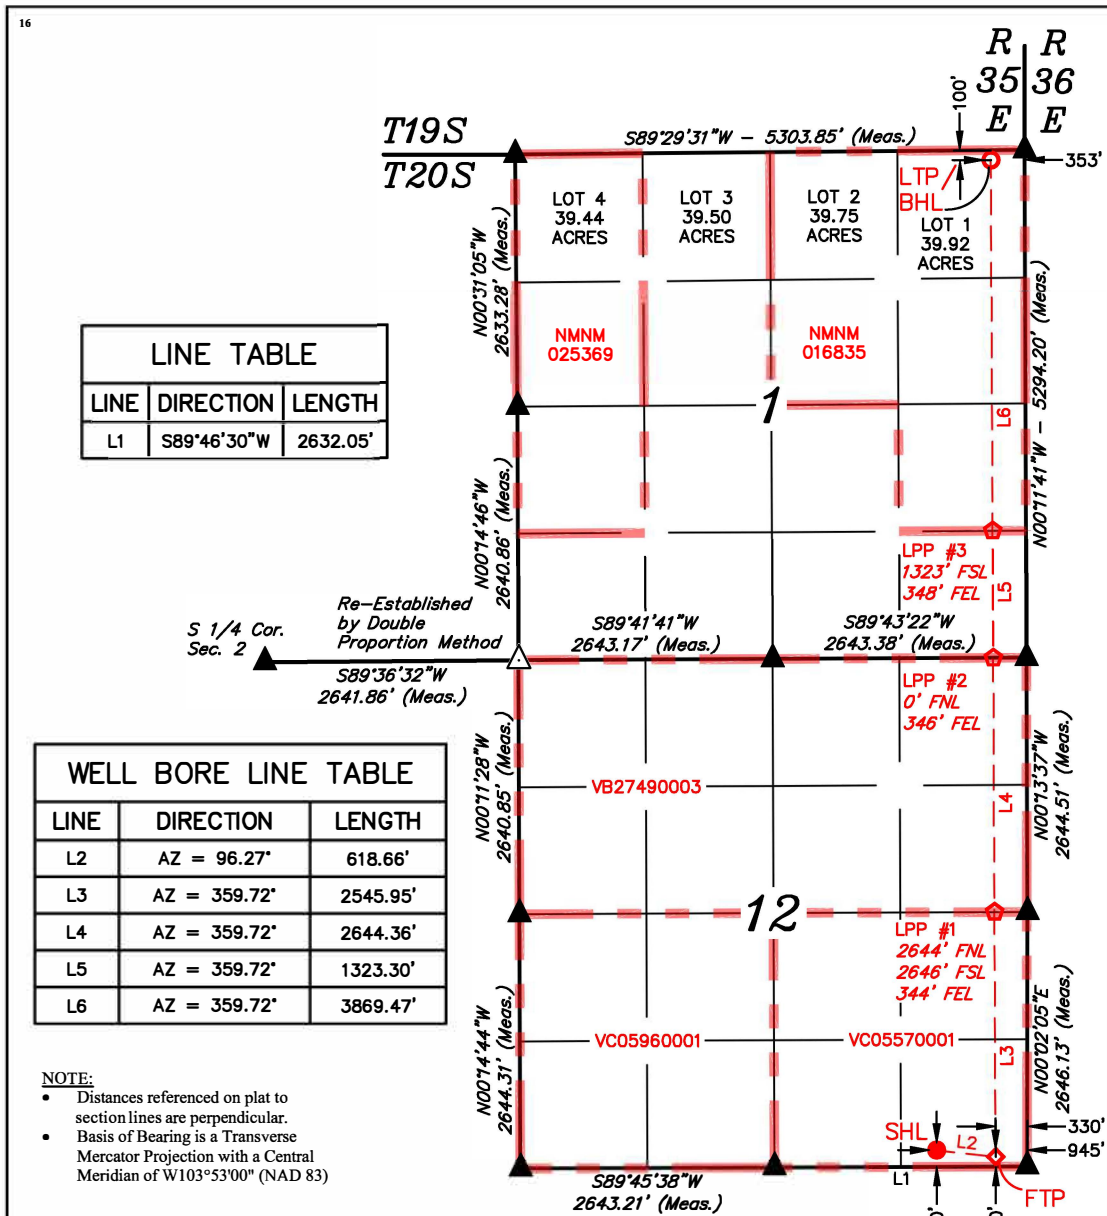 16
R R
35 36
E E
T19S
T20S
S89°29'31"W - 5303.85' (Meas.)
100'
353'
LTP
BHL
LOT 4
39.44
ACRES
LOT 3
39.50
ACRES
LOT 2
39.75
ACRES
LOT 1
39.92
ACRES
N00°31'05"W
2633.28' (Meas.)
NMNM
025369
NMNM
016835
N00°11'41"W - 5294.20' (Meas.)
LINE TABLE
LINE DIRECTION LENGTH
L1 S89°46'30"W 2632.05'
1
L6
N00°14'46"W
2640.86' (Meas.)
LPP #3
1323' FSL
348' FEL
L5
Re-Established
by Double
Proportion Method
S 1/4 Cor.
Sec. 2
S89°41'41"W
2643.17' (Meas.)
S89°43'22"W
2643.38' (Meas.)
S89°36'32"W
2641.86' (Meas.)
LPP #2
0' FNL
346' FEL
N00°11'28"W
2640.85' (Meas.)
VB27490003
L4
N00°13'37"W
2644.51' (Meas.)
WELL BORE LINE TABLE
LINE DIRECTION LENGTH
L2 AZ = 96.27° 618.66'
L3 AZ = 359.72° 2545.95'
L4 AZ = 359.72° 2644.36'
L5 AZ = 359.72° 1323.30'
L6 AZ = 359.72° 3869.47'
12
LPP #1
2644' FNL
2646' FSL
344' FEL
N00°14'44"W
2644.31' (Meas.)
VC05960001
VC05570001
L3
N00°02'05"E
2646.13' (Meas.)
NOTE:
• Distances referenced on plat to
section lines are perpendicular.
• Basis of Bearing is a Transverse
Mercator Projection with a Central
Meridian of W103°53'00" (NAD 83)
SHL
L2
330'
945'
L1
FTP
S89°45'38"W
2643.21' (Meas.)